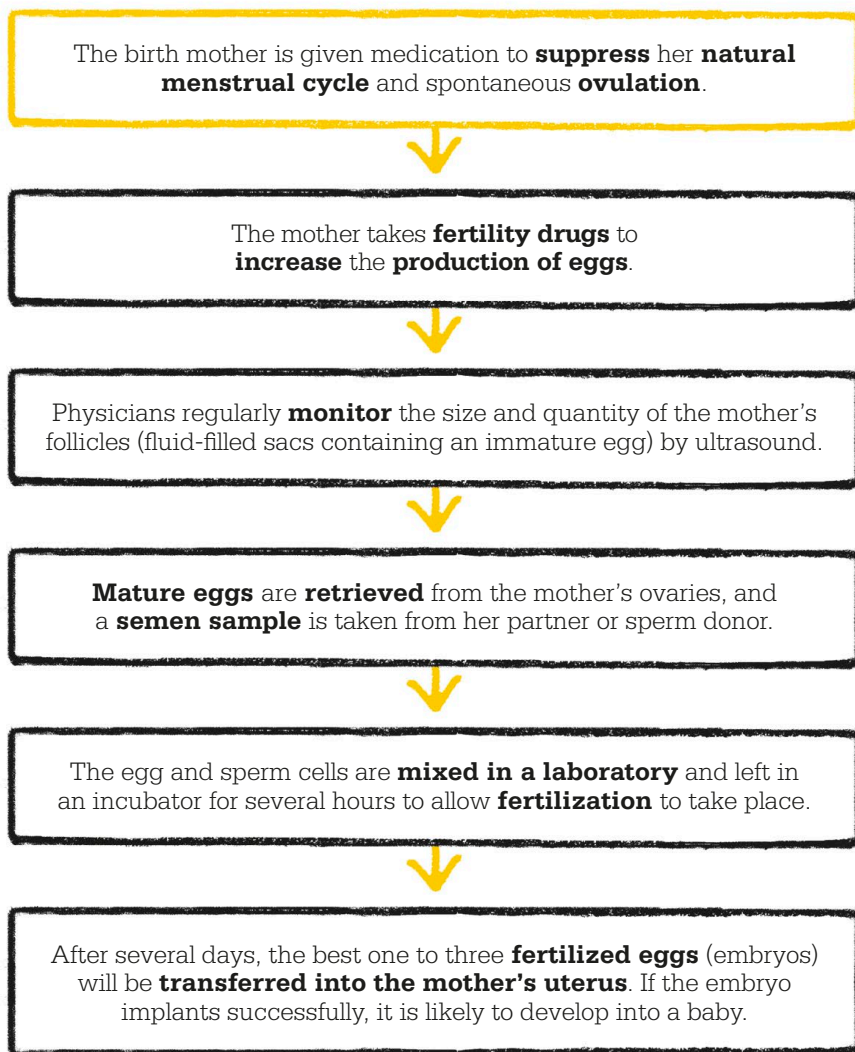 The birth mother is given medication to suppress her natural
menstrual cycle and spontaneous ovulation.
The mother takes fertility drugs to
increase the production of eggs.
Physicians regularly monitor the size and quantity of the mother’s
follicles (fluid-filled sacs containing an immature egg) by ultrasound.
Mature eggs are retrieved from the mother’s ovaries, and
a semen sample is taken from her partner or sperm donor.
The egg and sperm cells are mixed in a laboratory and left in
an incubator for several hours to allow fertilization to take place.
After several days, the best one to three fertilized eggs (embryos)
will be transferred into the mother’s uterus. If the embryo
implants successfully, it is likely to develop into a baby.